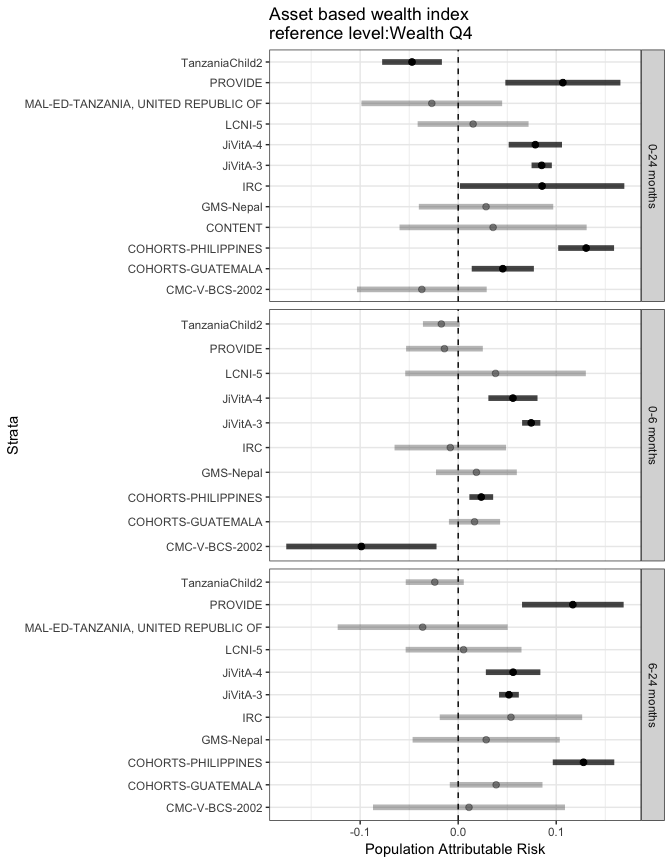 Asset based wealth index
reference level:Wealth Q4
TanzaniaChild2
PROVIDE
MAL-ED-TANZANIA, UNITED REPUBLIC OF
LCNI-5
JiVitA-4
JiVitA-3
IRC
GMS-Nepal
CONTENT
COHORTS-PHILIPPINES
COHORTS-GUATEMALA
CMC-V-BCS-2002
0-24 months
TanzaniaChild2
PROVIDE
LCNI-5
JiVitA-4
JiVitA-3
IRC
GMS-Nepal
COHORTS-PHILIPPINES
COHORTS-GUATEMALA
CMC-V-BCS-2002
0-6 months
Strata
TanzaniaChild2
PROVIDE
MAL-ED-TANZANIA, UNITED REPUBLIC OF
LCNI-5
JiVitA-4
JiVitA-3
IRC
GMS-Nepal
COHORTS-PHILIPPINES
COHORTS-GUATEMALA
CMC-V-BCS-2002
6-24 months
-0.1 0.0 0.1
Population Attributable Risk